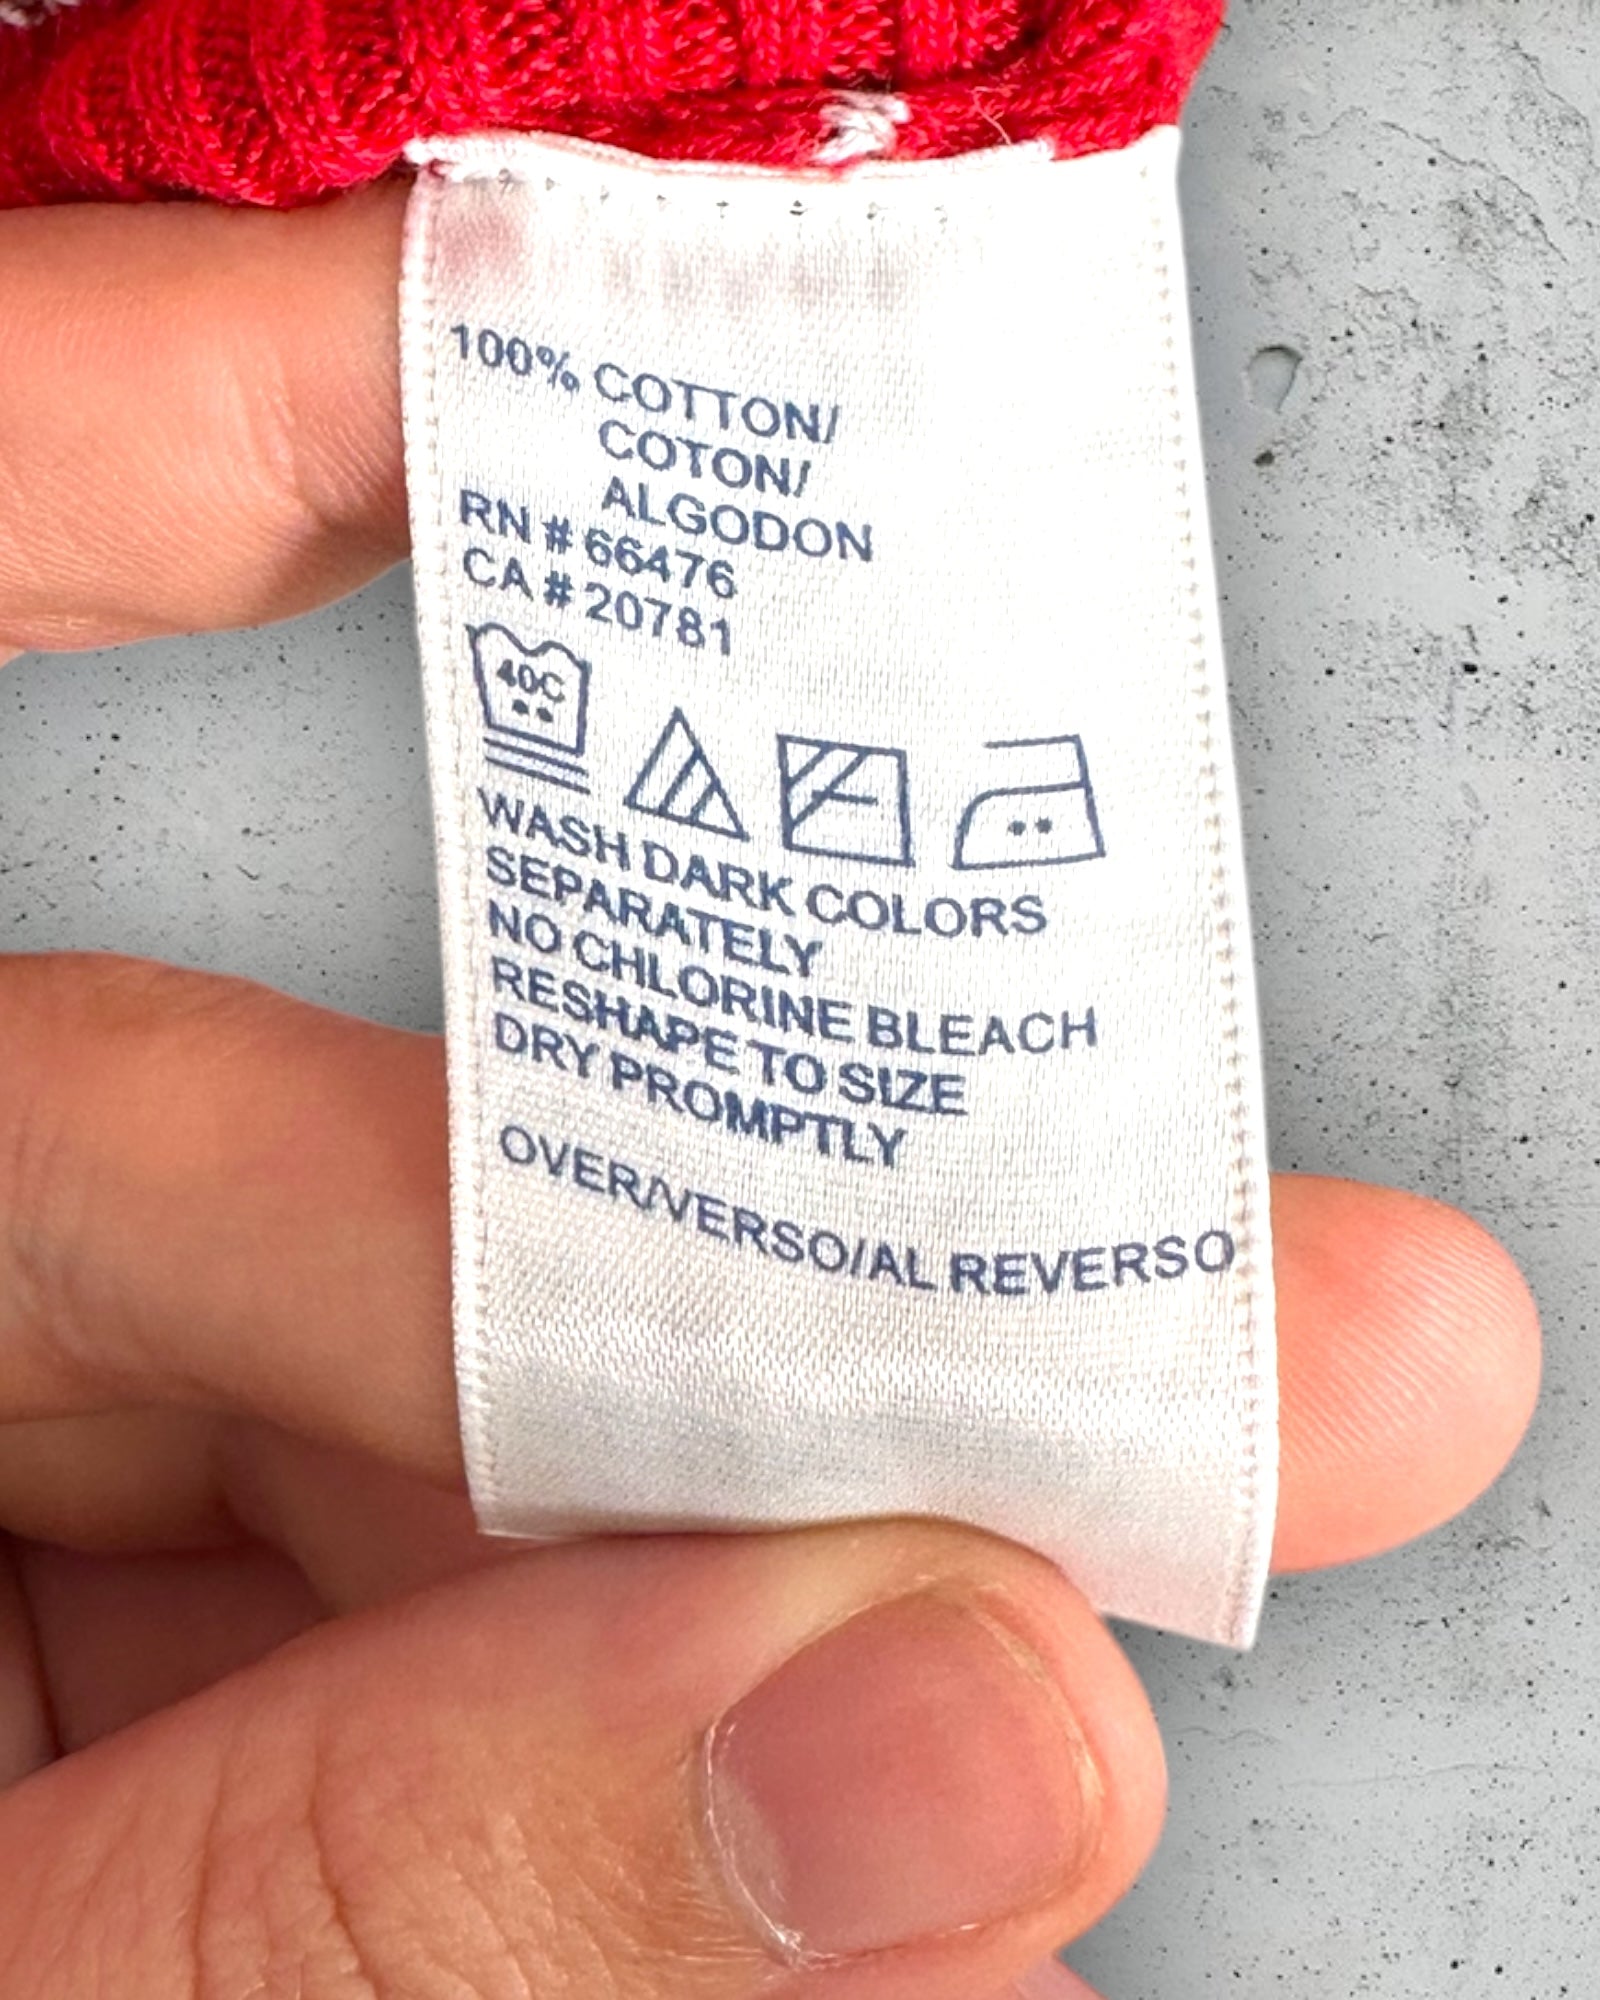 100% COTTON/
COTON/
ALGODON
RN # 66476
CA # 20781
40C
WASH DARK COLORS
SEPARATELY
NO CHLORINE BLEACH
RESHAPE TO SIZE
DRY PROMPTLY
OVER/VERSO/AL REVERSO